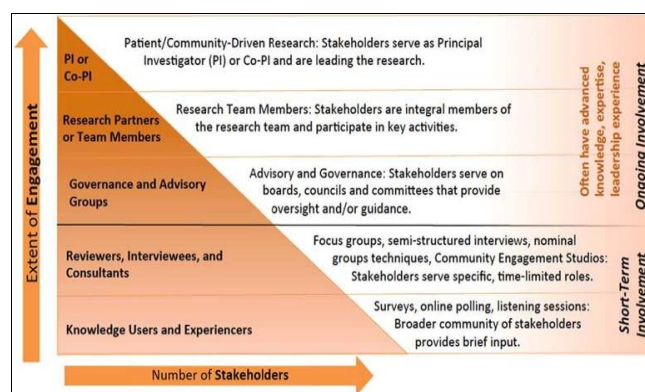 PI or
Co-PI
Patient/Community-Driven Research: Stakeholders serve as Principal
Investigator (PI) or Co-PI and are leading the research.
Research Partners
or Team Members
Research Team Members: Stakeholders are integral members of
the research team and participate in key activities.
Governance and Advisory
Groups
Advisory and Governance: Stakeholders serve on
boards, councils and committees that provide
oversight and/or guidance.
Reviewers, Interviewees, and
Consultants
Focus groups, semi-structured interviews, nominal
groups techniques, Community Engagement Studios:
Stakeholders serve specific, time-limited roles.
Knowledge Users and Experiencers
Surveys, online polling, listening sessions:
Broader community of stakeholders
provides brief input.
Extent of Engagement
Number of Stakeholders
Often have advanced
knowledge, expertise,
leadership experience
Ongoing Involvement
Short-Term
Involvement